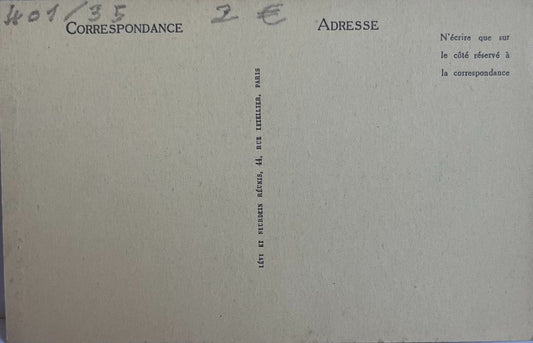 401/35 2 €
CORRESPONDANCE
ADRESSE
N'écrire que sur
le côté réservé à
la correspondance
LÉVY ET NEURDEIN RÉUNIS, 44, RUE LETELLIER, PARIS